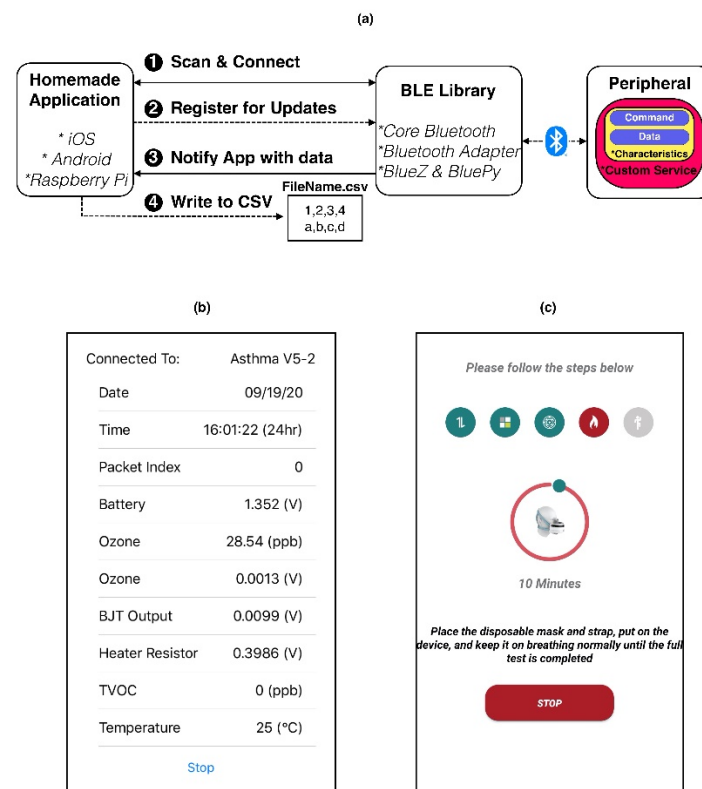 (a)
Homemade
Application
* iOS
* Android
*Raspberry Pi
1 Scan & Connect
2 Register for Updates
3 Notify App with data
4 Write to CSV
FileName.csv
1,2,3,4
a,b,c,d
BLE Library
*Core Bluetooth
*Bluetooth Adapter
*BlueZ & BluePy
Peripheral
Command
Data
*Characteristics
*Custom Service
(b)
Connected To: Asthma V5-2
Date 09/19/20
Time 16:01:22 (24hr)
Packet Index 0
Battery 1.352 (V)
Ozone 28.54 (ppb)
Ozone 0.0013 (V)
BJT Output 0.0099 (V)
Heater Resistor 0.3986 (V)
TVOC 0 (ppb)
Temperature 25 (°C)
Stop
(c)
Please follow the steps below
10 Minutes
Place the disposable mask and strap, put on the
device, and keep it on breathing normally until the full
test is completed
STOP